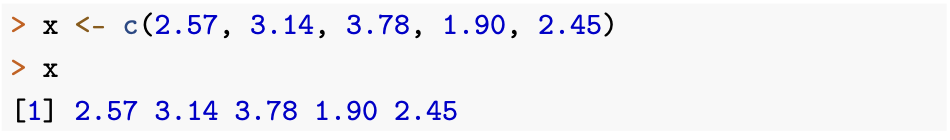 > x <- c(2.57, 3.14, 3.78, 1.90, 2.45)
> x
[1] 2.57 3.14 3.78 1.90 2.45